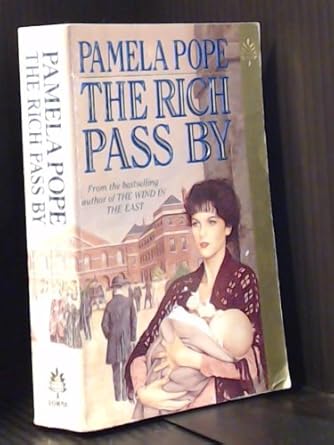 PAMELA POPE
THE RICH
PASS BY
From the bestselling
author of THE WIND IN
THE EAST
PAMELA POPE
THE RICH PASS BY